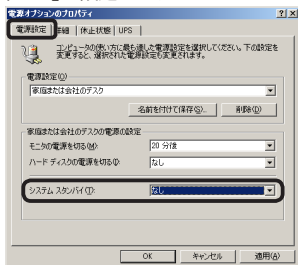 電源オプションのプロパティ
電源設定 詳細 休止状態 UPS
コンピュータの使い方に最も適した電源設定を選択してください。下の設定を
変更すると、選択された電源設定も変更されます。
電源設定(O)
家庭または会社のデスク
名前を付けて保存(S)... 削除(D)
家庭または会社のデスク の電源の設定
モニタの電源を切る(M): 20 分後
ハード ディスクの電源を切る(I): なし
システム スタンバイ(T): なし
OK キャンセル 適用(A)